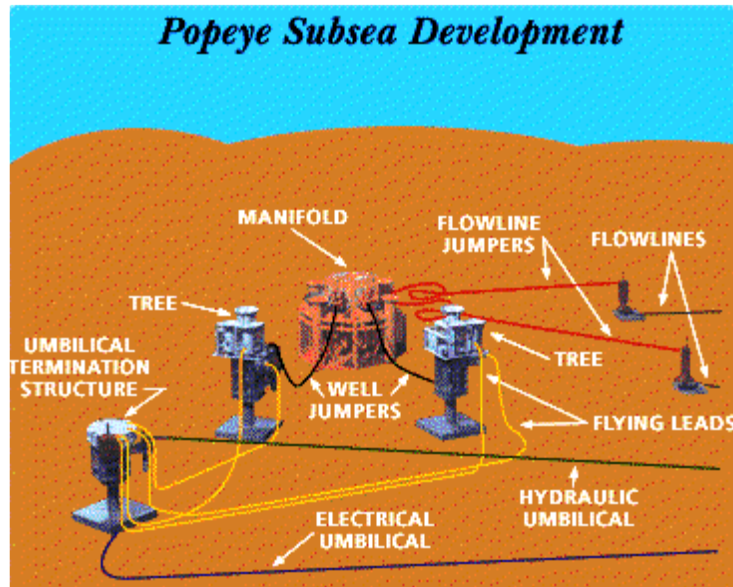 Popeye Subsea Development
MANIFOLD
FLOWLINE
JUMPERS
FLOWLINES
TREE
UMBILICAL
TERMINATION
STRUCTURE
TREE
WELL
JUMPERS
FLYING LEADS
HYDRAULIC
UMBILICAL
ELECTRICAL
UMBILICAL